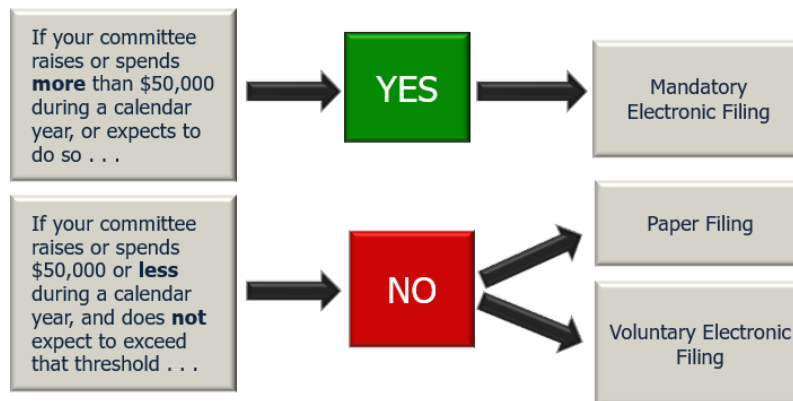 If your committee
raises or spends
more than $50,000
during a calendar
year, or expects to
do so . . .
YES
Mandatory
Electronic Filing
If your committee
raises or spends
$50,000 or less
during a calendar
year, and does not
expect to exceed
that threshold . . .
NO
Paper Filing
Voluntary Electronic
Filing